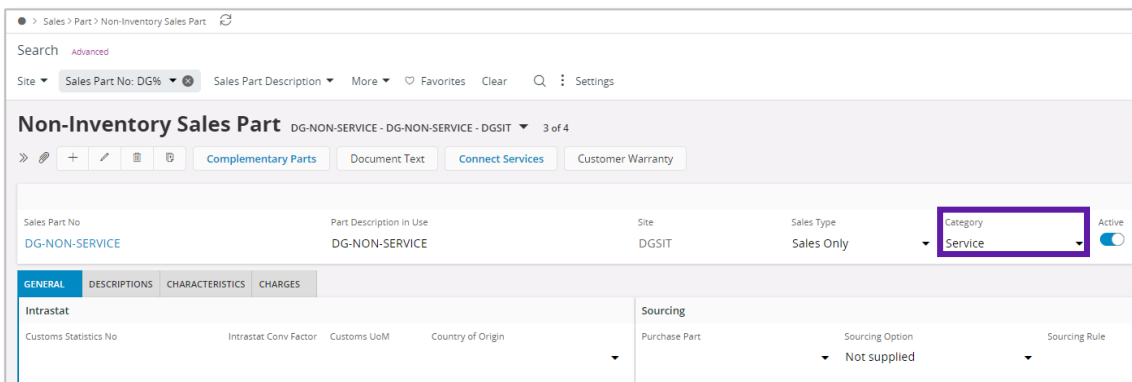 > Sales > Part > Non-Inventory Sales Part
Search Advanced
Site Sales Part No: DG% Sales Part Description More Favorites Clear Settings
Non-Inventory Sales Part DG-NON-SERVICE - DG-NON-SERVICE - DGSIT 3 of 4
Complementary Parts Document Text Connect Services Customer Warranty
Sales Part No Part Description in Use Site Sales Type Category Active
DG-NON-SERVICE DG-NON-SERVICE DGSIT Sales Only Service
GENERAL DESCRIPTIONS CHARACTERISTICS CHARGES
Intrastat Sourcing
Customs Statistics No Intrastat Conv Factor Customs UoM Country of Origin Purchase Part Sourcing Option Sourcing Rule
Not supplied